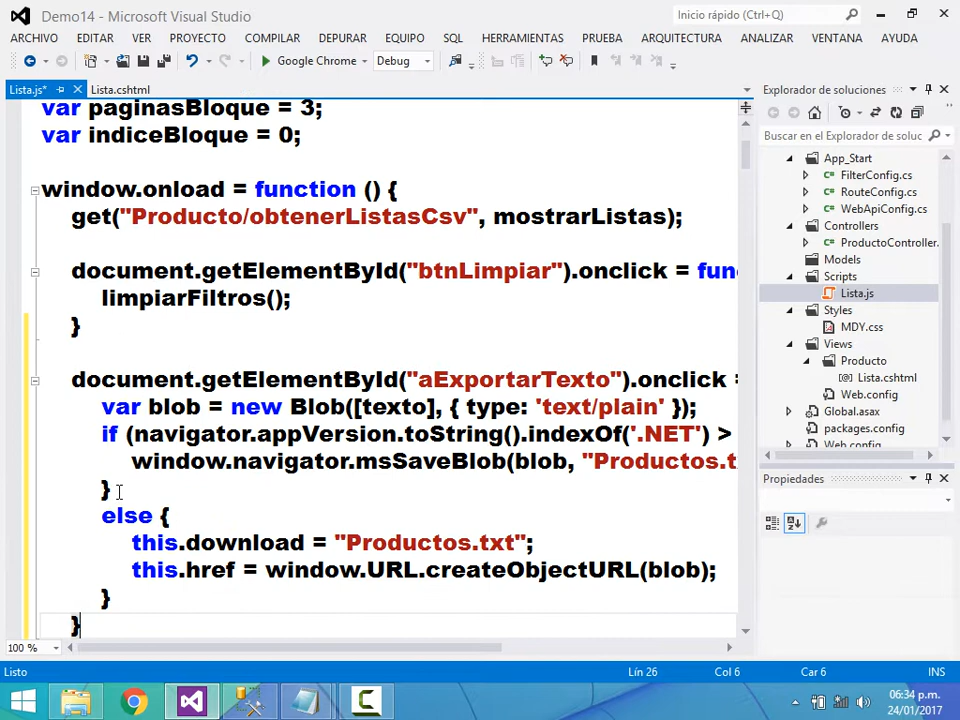 Demo14 - Microsoft Visual Studio
Inicio rápido (Ctrl+Q)
ARCHIVO EDITAR VER PROYECTO COMPILAR DEPURAR EQUIPO SQL HERRAMIENTAS PRUEBA ARQUITECTURA ANALIZAR VENTANA AYUDA
Google Chrome Debug
Lista.js* Lista.cshtml
var paginasBloque = 3;
var indiceBloque = 0;
window.onload = function () {
get("Producto/obtenerListasCsv", mostrarListas);
document.getElementById("btnLimpiar").onclick = fun
limpiarFiltros();
}
document.getElementById("aExportarTexto").onclick =
var blob = new Blob([texto], { type: 'text/plain' });
if (navigator.appVersion.toString().indexOf('.NET') >
window.navigator.msSaveBlob(blob, "Productos.t
}
else {
this.download = "Productos.txt";
this.href = window.URL.createObjectURL(blob);
}
}
100 %
Explorador de soluciones
Buscar en el Explorador de soluc
App_Start
FilterConfig.cs
RouteConfig.cs
WebApiConfig.cs
Controllers
ProductoController.
Models
Scripts
Lista.js
Styles
MDY.css
Views
Producto
Lista.cshtml
Web.config
Global.asax
packages.config
Web.config
Propiedades
Listo Lín 26 Col 6 Car 6 INS
06:34 p.m.
24/01/2017